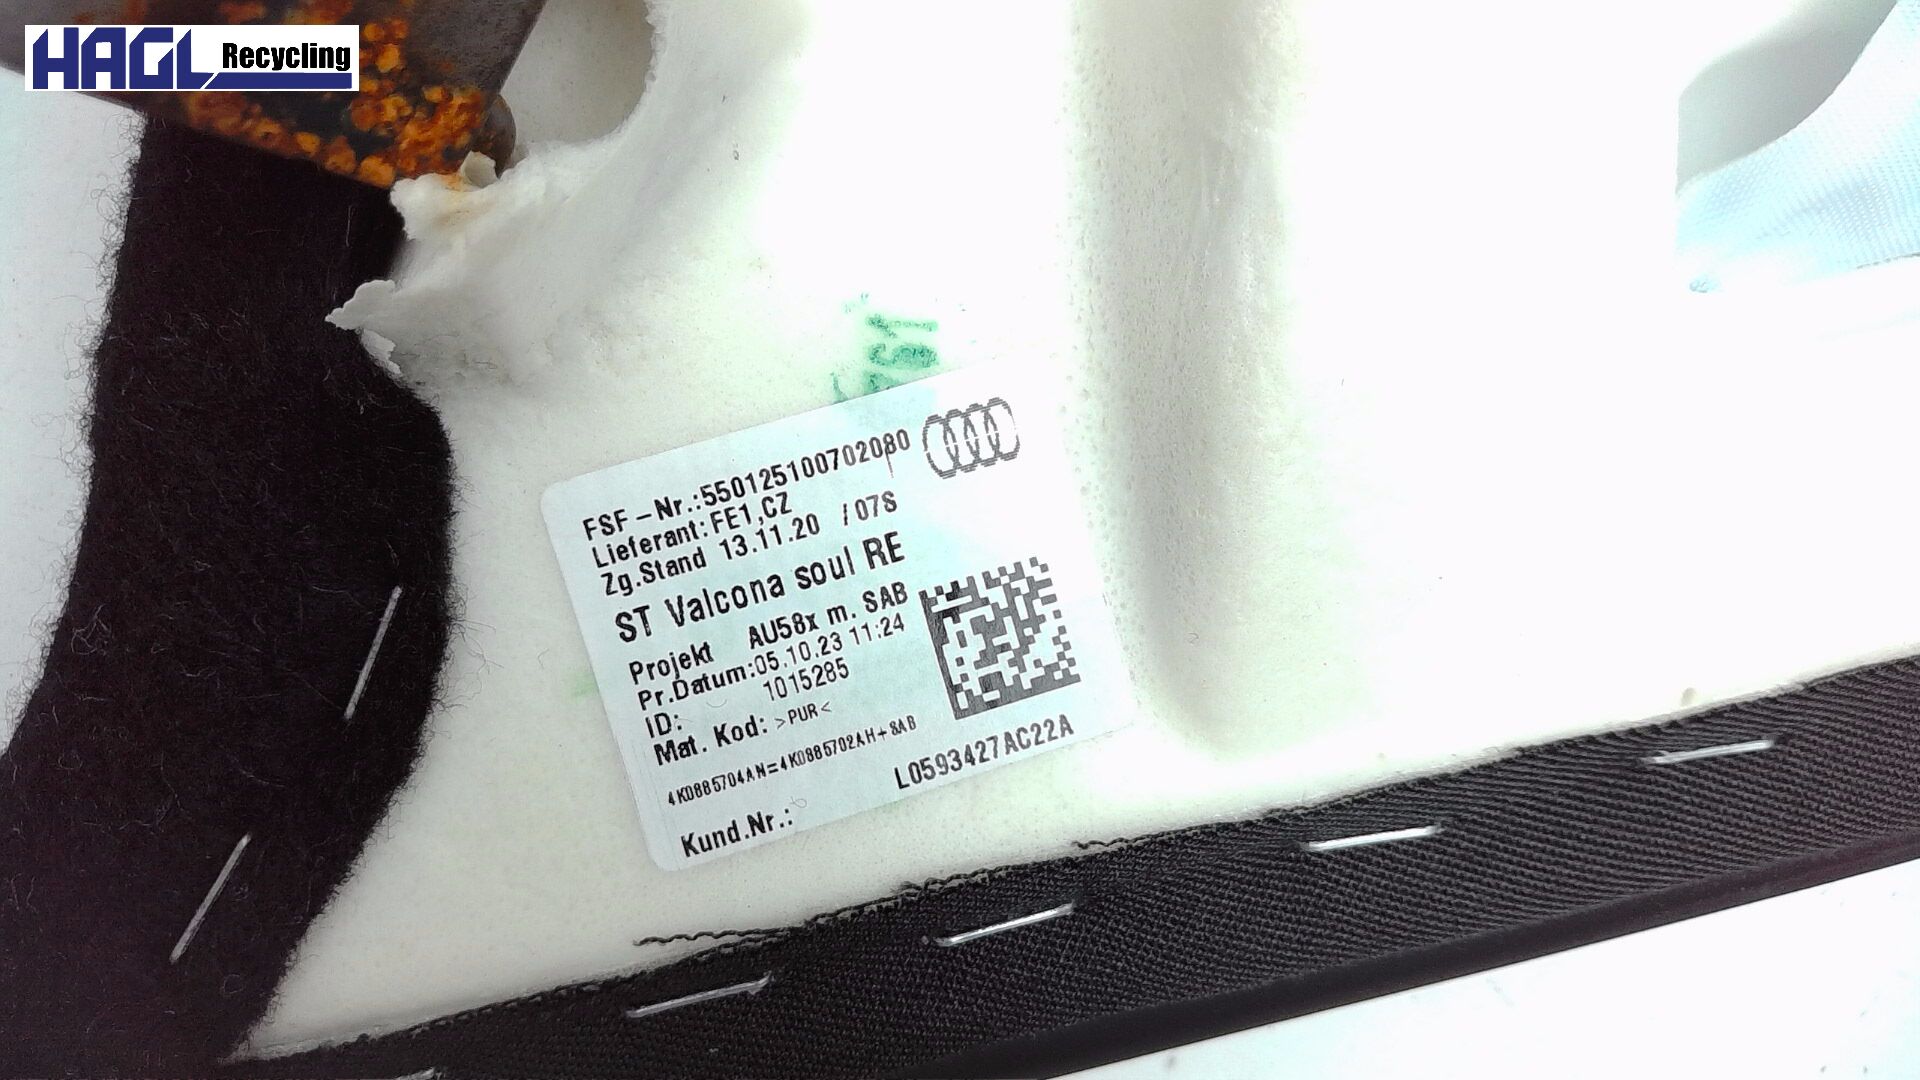 HAGL Recycling
761
FSF-Nr.:550125100702080
Lieferant:FE1,CZ
Zg.Stand 13.11.20 /07S
ST Valcona soul RE
Projekt AU58x m. SAB
Pr.Datum:05.10.23 11:24
ID: 1015285
Mat. Kod: >PUR<
4K0885704AN=4K0885702AH+SAB
L0593427AC22A
Kund.Nr.: